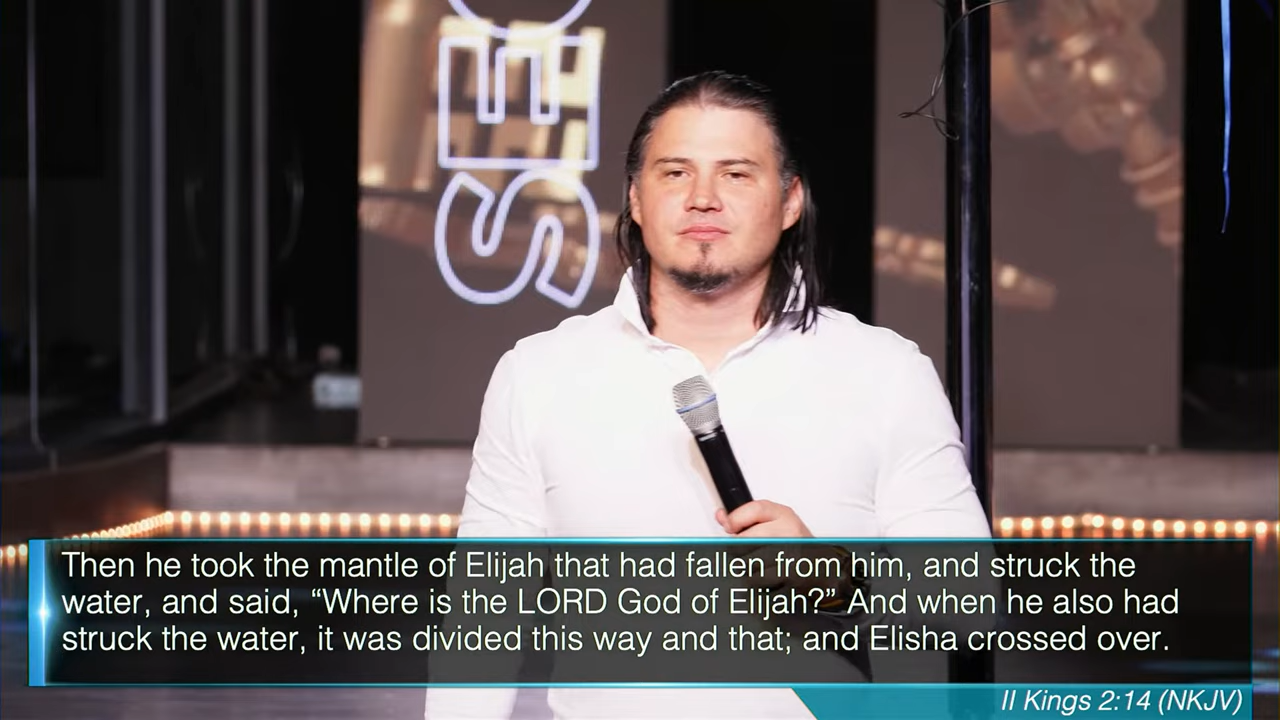 SEO
Then he took the mantle of Elijah that had fallen from him, and struck the
water, and said, “Where is the LORD God of Elijah?” And when he also had
struck the water, it was divided this way and that; and Elisha crossed over.
II Kings 2:14 (NKJV)